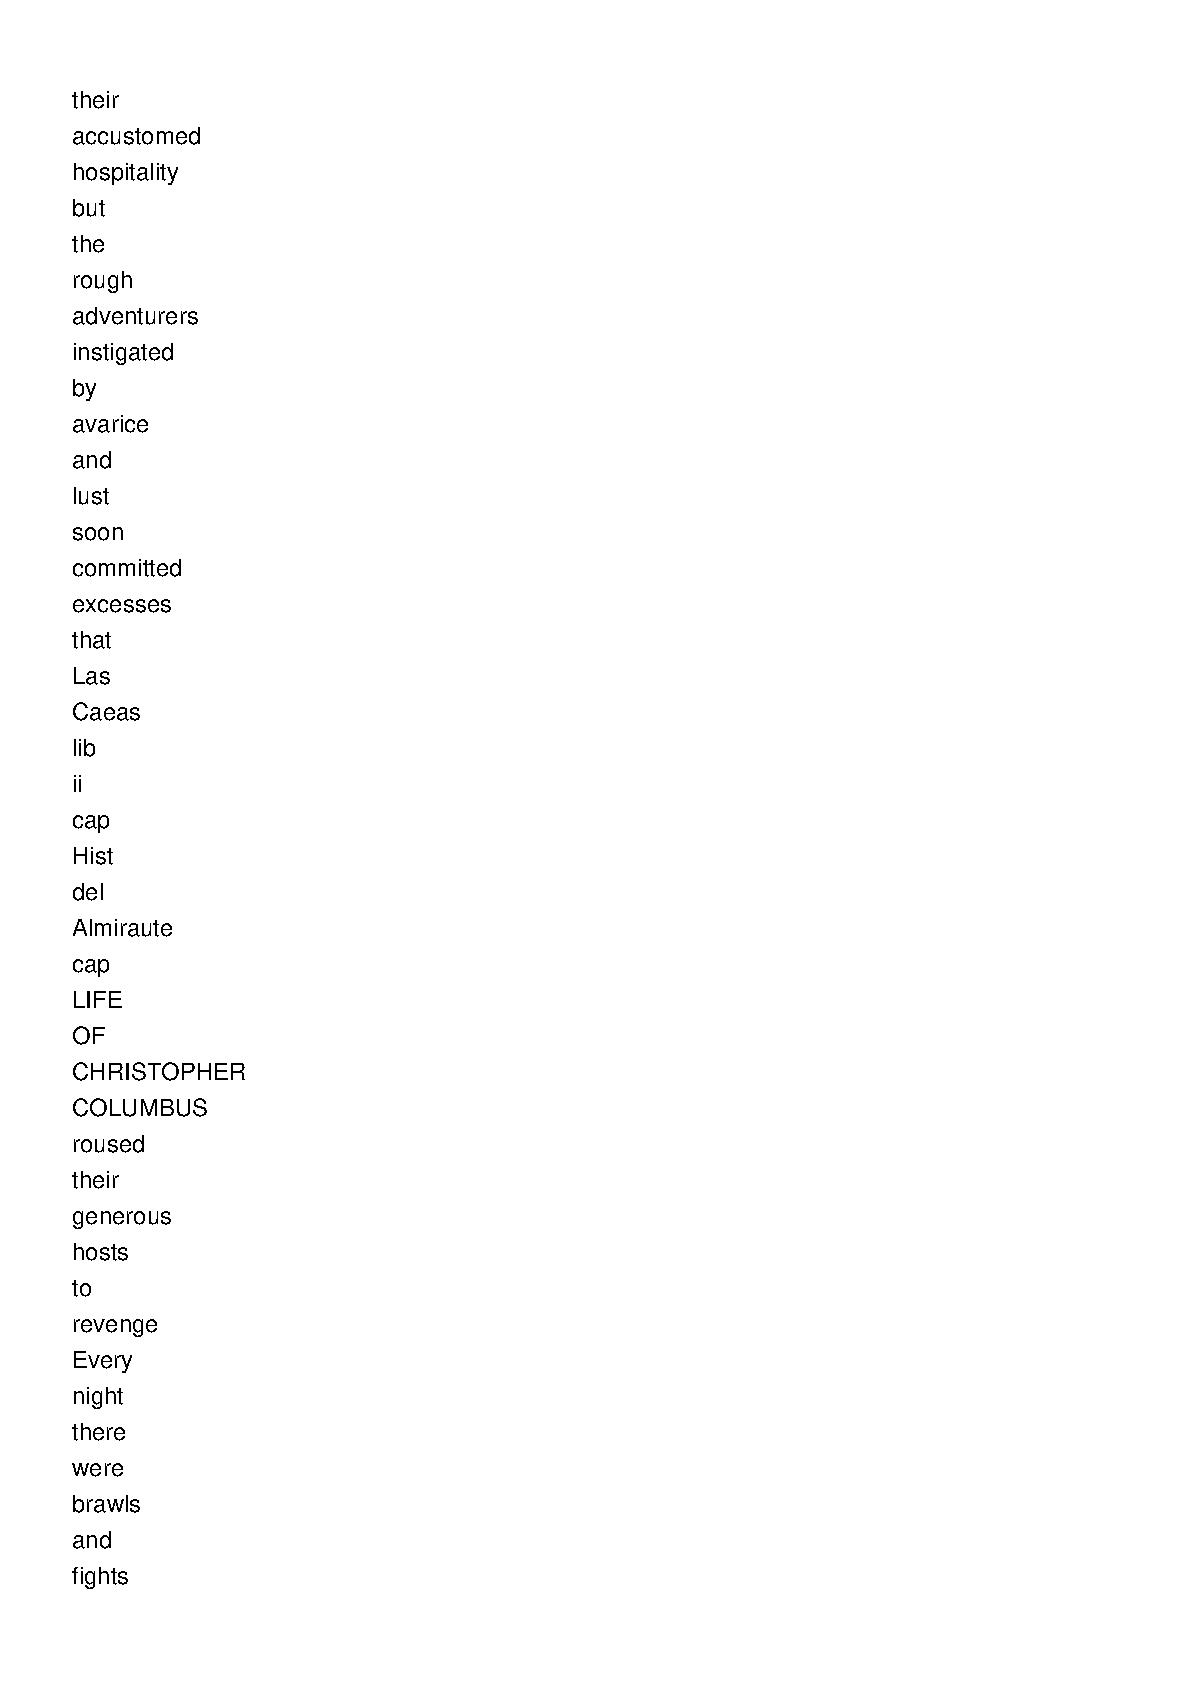 their
accustomed
hospitality
but
the
rough
adventurers
instigated
by
avarice
and
lust
soon
committed
excesses
that
Las
Caeas
lib
ii
cap
Hist
del
Almiraute
cap
LIFE
OF
CHRISTOPHER
COLUMBUS
roused
their
generous
hosts
to
revenge
Every
night
there
were
brawls
and
fights